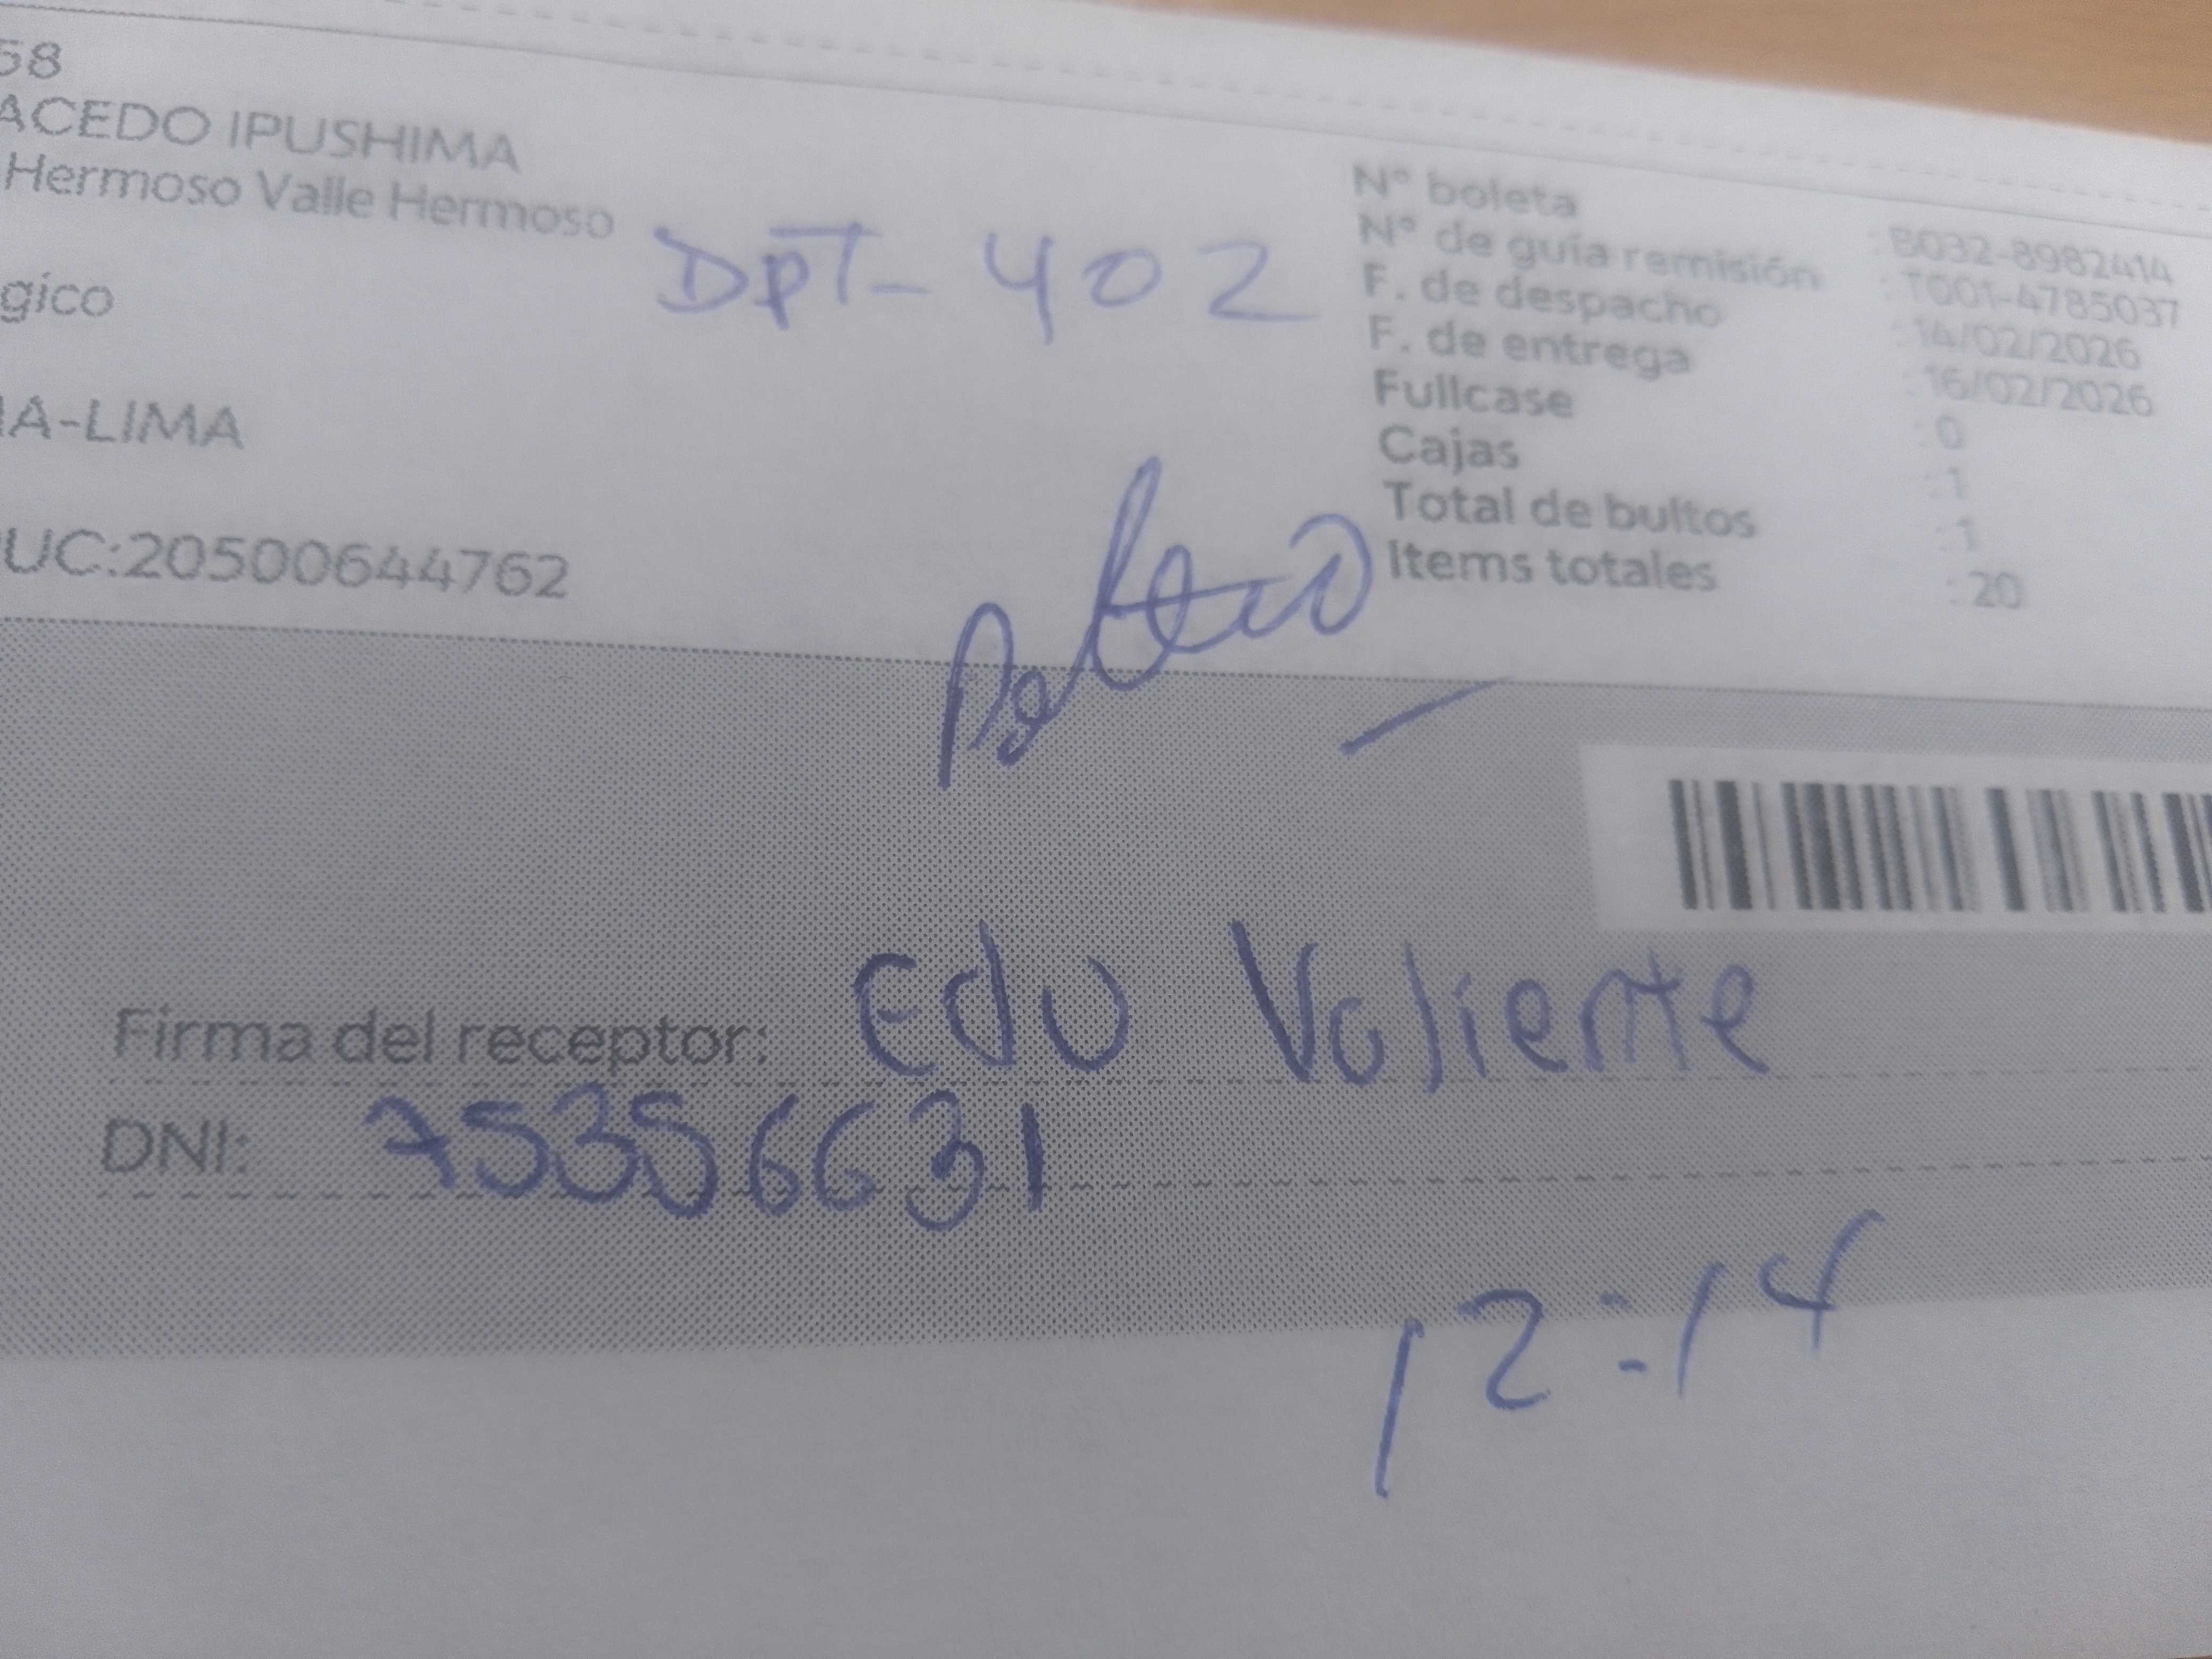 58
ACEDO IPUSHIMA
Hermoso Valle Hermoso
DPT- 402
gico
IA-LIMA
UC:20500644762
N° boleta : B032-8982414
N° de guía remisión : T001-4785037
F. de despacho : 14/02/2026
F. de entrega : 16/02/2026
Fullcase : 0
Cajas : 1
Total de bultos : 1
Items totales : 20
Firma del receptor: Edu Valiente
DNI: 75356631
12:14